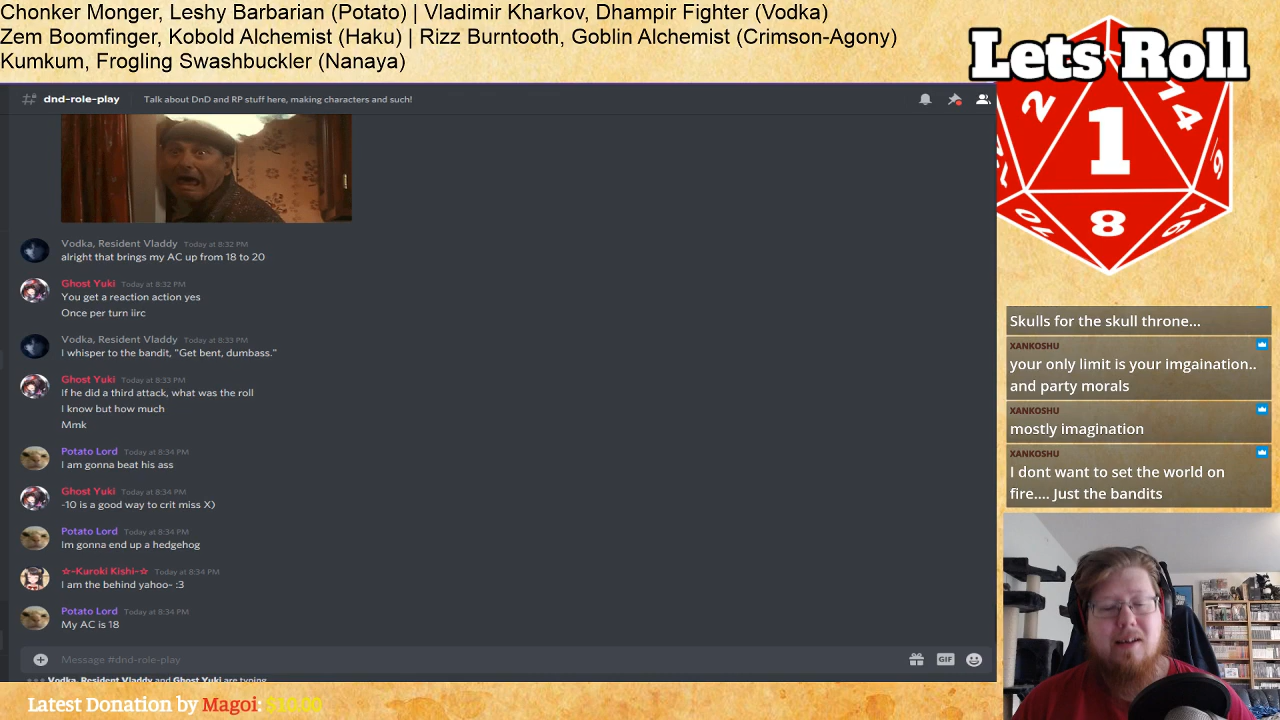 Chonker Monger, Leshy Barbarian (Potato) | Vladimir Kharkov, Dhampir Fighter (Vodka)
Zem Boomfinger, Kobold Alchemist (Haku) | Rizz Burntooth, Goblin Alchemist (Crimson-Agony)
Kumkum, Frogling Swashbuckler (Nanaya)
Lets Roll
2
14
1
8
20
16
dnd-role-play Talk about DnD and RP stuff here, making characters and such!
Vodka, Resident Vladdy Today at 8:32 PM
alright that brings my AC up from 18 to 20
Ghost Yuki Today at 8:32 PM
You get a reaction action yes
Once per turn iirc
Vodka, Resident Vladdy Today at 8:33 PM
I whisper to the bandit, "Get bent, dumbass."
Ghost Yuki Today at 8:33 PM
If he did a third attack, what was the roll
I know but how much
Mmk
Potato Lord Today at 8:34 PM
I am gonna beat his ass
Ghost Yuki Today at 8:34 PM
-10 is a good way to crit miss X)
Potato Lord Today at 8:34 PM
Im gonna end up a hedgehog
☆~Kuroki Kishi~☆ Today at 8:34 PM
I am the behind yahoo~ :3
Potato Lord Today at 8:34 PM
My AC is 18
Message #dnd-role-play
GIF
Vodka, Resident Vladdy and Ghost Yuki are typing
Skulls for the skull throne...
XANKOSHU
your only limit is your imgaination..
and party morals
XANKOSHU
mostly imagination
XANKOSHU
I dont want to set the world on
fire.... Just the bandits
Latest Donation by Magoi: $10.00